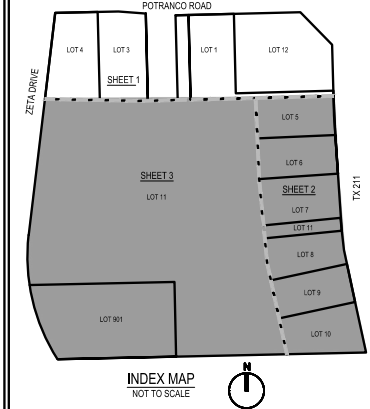 POTRANCO ROAD
LOT 4
LOT 3
LOT 1
LOT 12
SHEET 1
ZETA DRIVE
LOT 5
LOT 6
SHEET 3
SHEET 2
LOT 11
TX 211
LOT 7
LOT 11
LOT 8
LOT 9
LOT 901
LOT 10
INDEX MAP
NOT TO SCALE
N